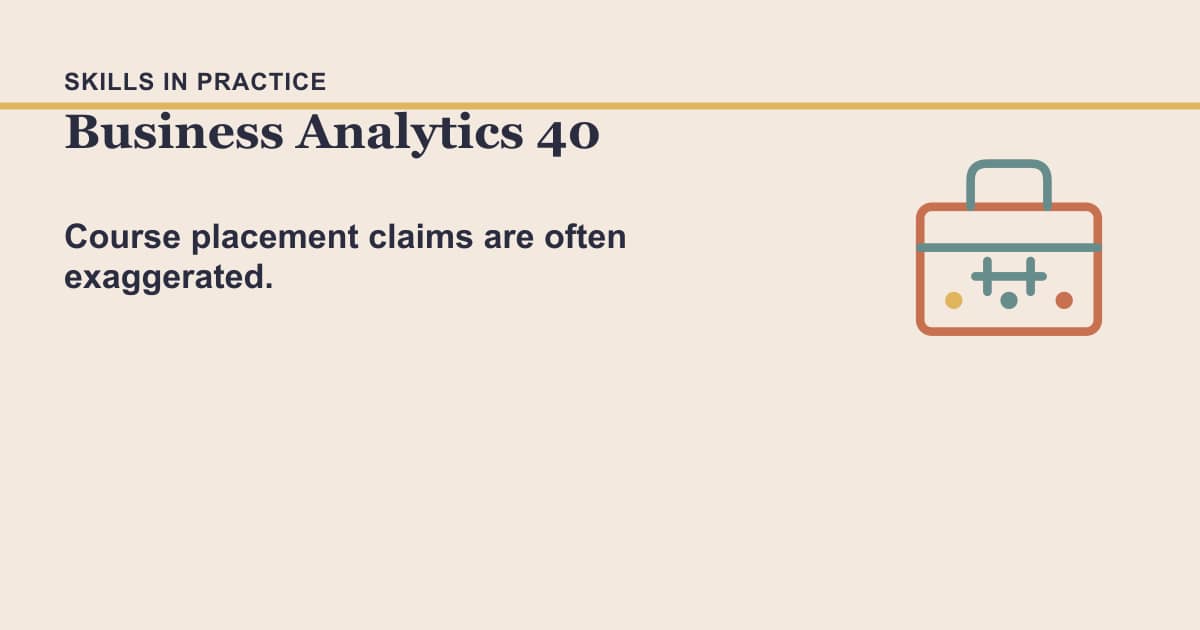 SKILLS IN PRACTICE
Business Analytics 40
Course placement claims are often
exaggerated.